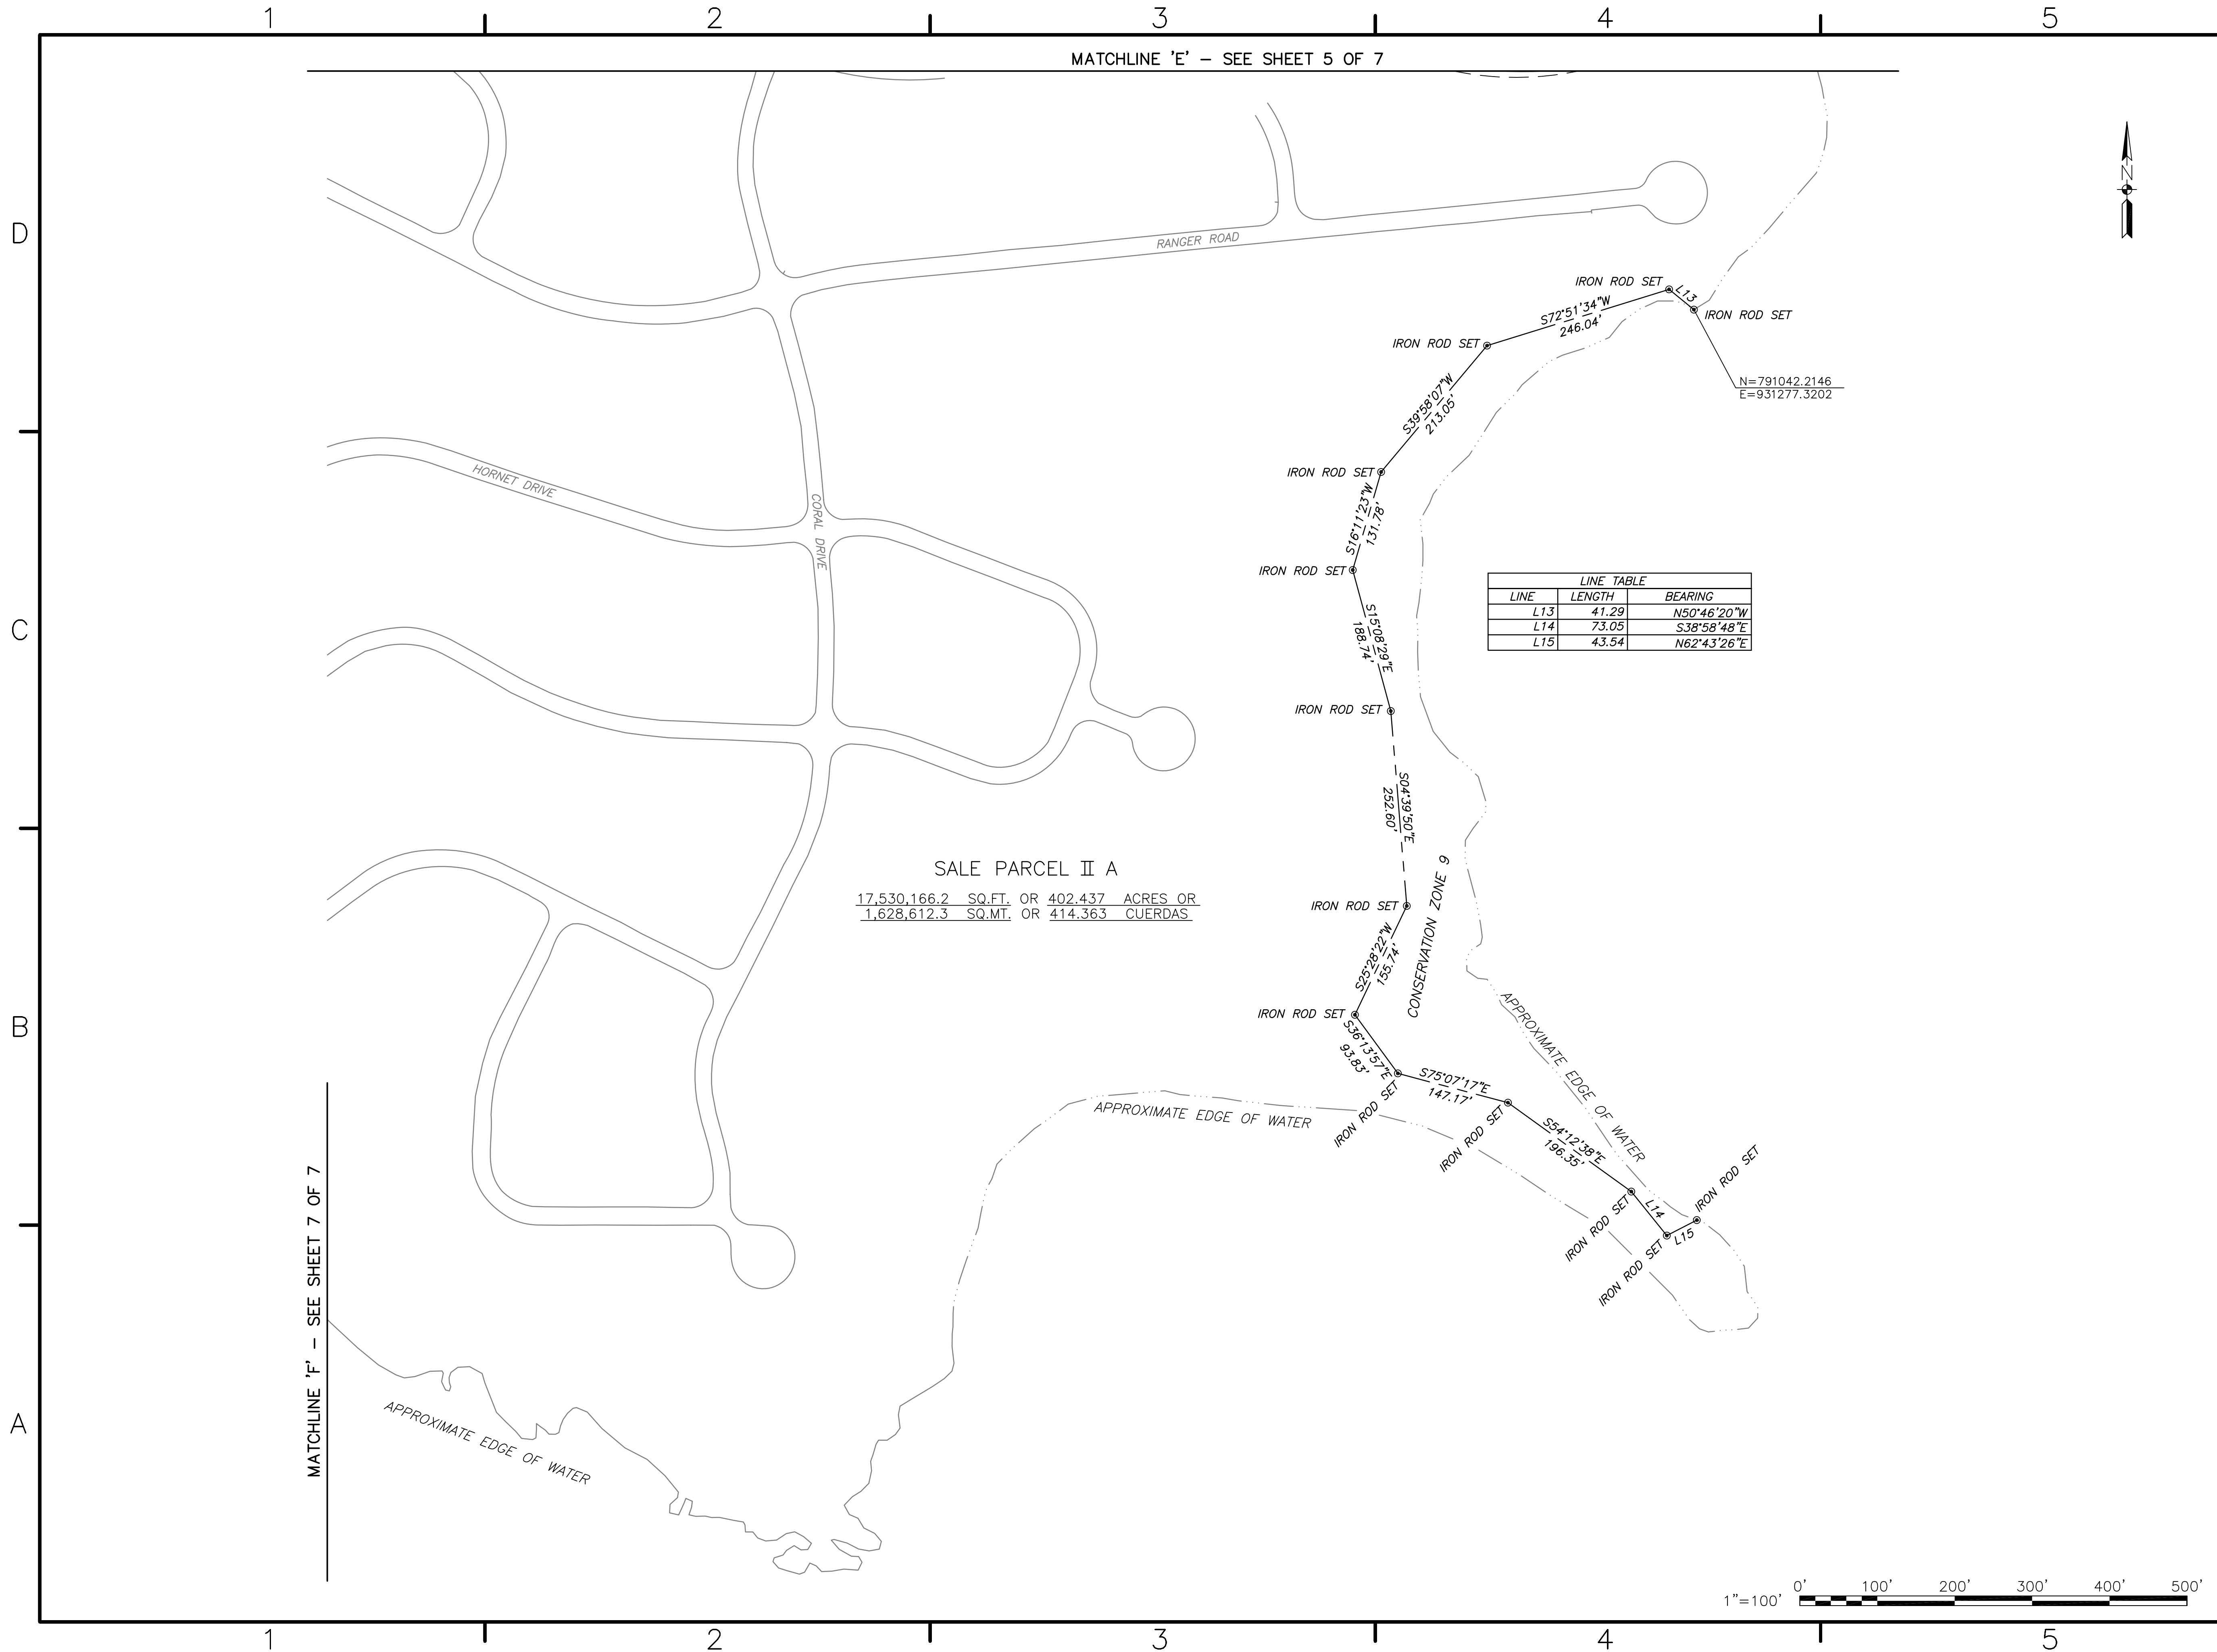 1 2 3 4 5
MATCHLINE 'E' – SEE SHEET 5 OF 7
N
D
RANGER ROAD
IRON ROD SET
L13
IRON ROD SET
S72°51'34"W
246.04'
IRON ROD SET
N=791042.2146
E=931277.3202
S39°58'07"W
213.05'
HORNET DRIVE
CORAL DRIVE
IRON ROD SET
S16°11'23"W
131.78'
IRON ROD SET
LINE TABLE
LINE LENGTH BEARING
L13 41.29 N50°46'20"W
L14 73.05 S38°58'48"E
L15 43.54 N62°43'26"E
C
S15°08'29"E
188.74'
IRON ROD SET
S04°39'50"E
252.60'
SALE PARCEL II A
17,530,166.2 SQ.FT. OR 402.437 ACRES OR
1,628,612.3 SQ.MT. OR 414.363 CUERDAS
CONSERVATION ZONE 9
IRON ROD SET
S25°28'22"W
155.74'
IRON ROD SET
B
S36°13'57"E
93.83'
IRON ROD SET
S75°07'17"E
147.17'
IRON ROD SET
APPROXIMATE EDGE OF WATER
APPROXIMATE EDGE OF WATER
S54°12'38"E
196.35'
IRON ROD SET
L14
IRON ROD SET
L15
IRON ROD SET
MATCHLINE 'F' – SEE SHEET 7 OF 7
A
APPROXIMATE EDGE OF WATER
1"=100'
0' 100' 200' 300' 400' 500'
1 2 3 4 5